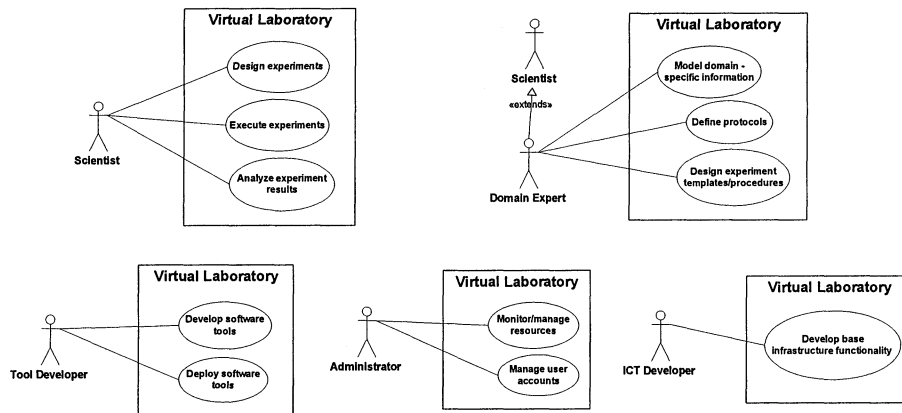 Virtual Laboratory
Design experiments
Execute experiments
Analyze experiment
results
Scientist
Virtual Laboratory
Scientist
«extends»
Domain Expert
Model domain -
specific information
Define protocols
Design experiment
templates/procedures
Virtual Laboratory
Develop software
tools
Deploy software
tools
Tool Developer
Virtual Laboratory
Monitor/manage
resources
Manage user
accounts
Administrator
Virtual Laboratory
Develop base
infrastructure functionality
ICT Developer